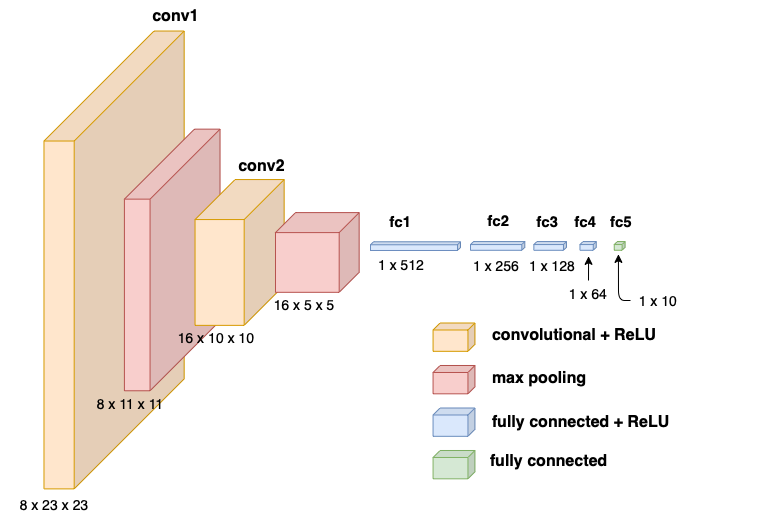 conv1
conv2
fc1
fc2
fc3
fc4
fc5
1 x 512
1 x 256
1 x 128
1 x 64
1 x 10
16 x 5 x 5
16 x 10 x 10
8 x 11 x 11
8 x 23 x 23
convolutional + ReLU
max pooling
fully connected + ReLU
fully connected